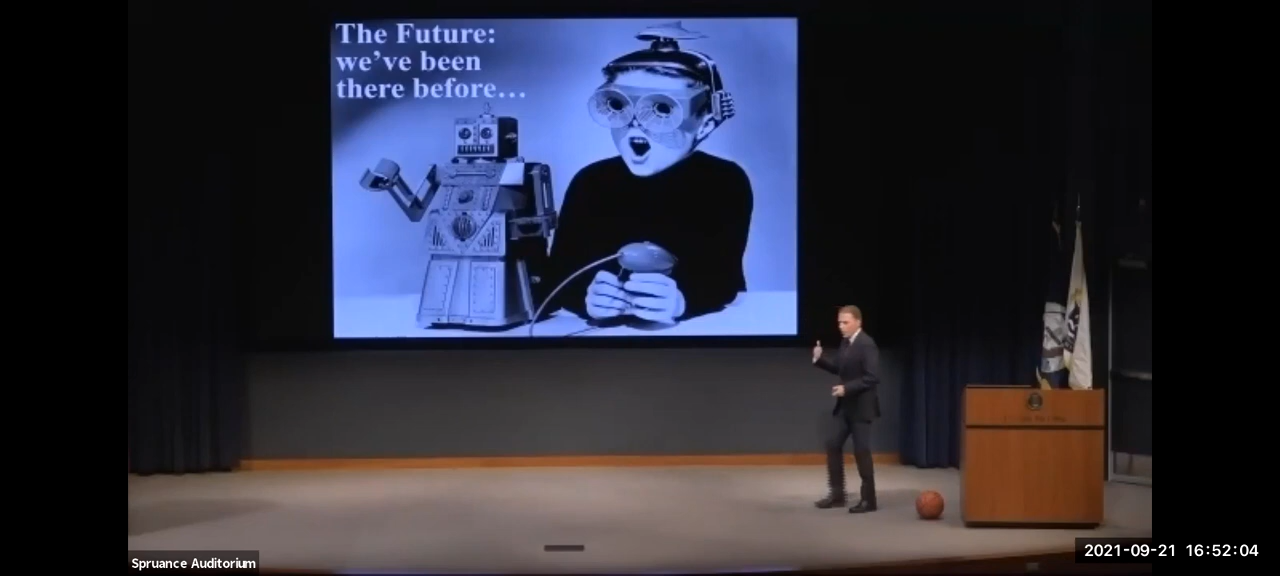 The Future:
we've been
there before...
Spruance Auditorium
2021-09-21 16:52:04